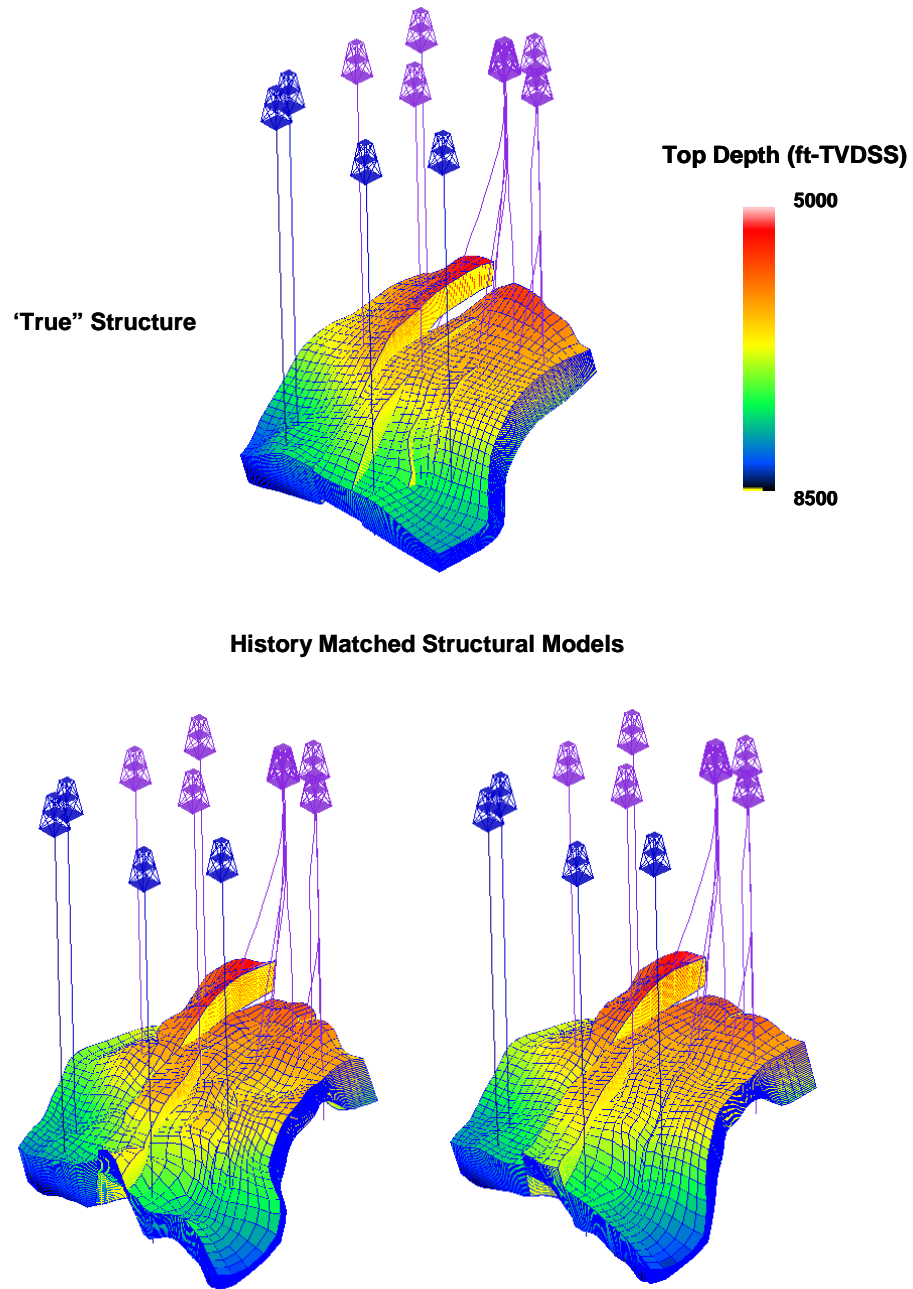 Top Depth (ft-TVDSS)
5000
‘True” Structure
8500
History Matched Structural Models